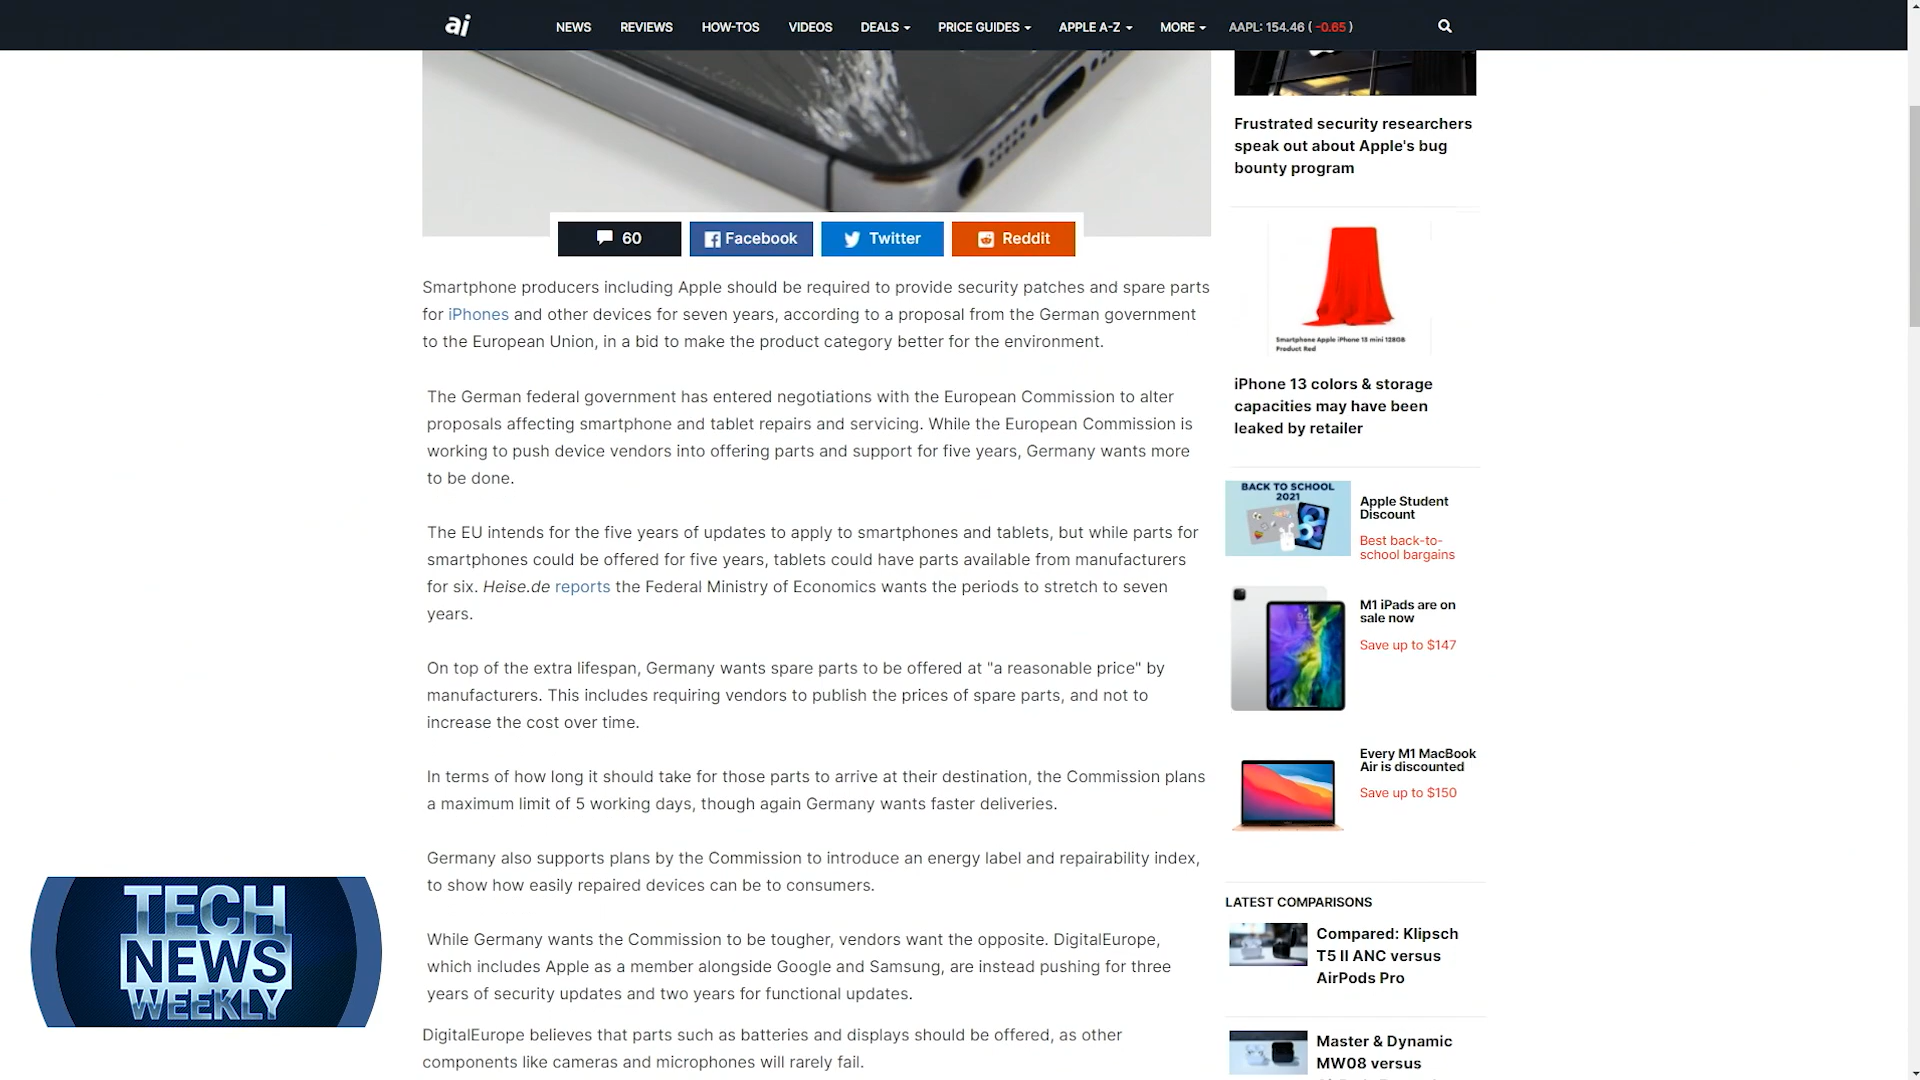 ai
NEWS
REVIEWS
HOW-TOS
VIDEOS
DEALS
PRICE GUIDES
APPLE A-Z
MORE
AAPL: 154.46 ( -0.65 )
60
Facebook
Twitter
Reddit
Smartphone producers including Apple should be required to provide security patches and spare parts
for iPhones and other devices for seven years, according to a proposal from the German government
to the European Union, in a bid to make the product category better for the environment.
The German federal government has entered negotiations with the European Commission to alter
proposals affecting smartphone and tablet repairs and servicing. While the European Commission is
working to push device vendors into offering parts and support for five years, Germany wants more
to be done.
The EU intends for the five years of updates to apply to smartphones and tablets, but while parts for
smartphones could be offered for five years, tablets could have parts available from manufacturers
for six. Heise.de reports the Federal Ministry of Economics wants the periods to stretch to seven
years.
On top of the extra lifespan, Germany wants spare parts to be offered at "a reasonable price" by
manufacturers. This includes requiring vendors to publish the prices of spare parts, and not to
increase the cost over time.
In terms of how long it should take for those parts to arrive at their destination, the Commission plans
a maximum limit of 5 working days, though again Germany wants faster deliveries.
Germany also supports plans by the Commission to introduce an energy label and repairability index,
to show how easily repaired devices can be to consumers.
While Germany wants the Commission to be tougher, vendors want the opposite. DigitalEurope,
which includes Apple as a member alongside Google and Samsung, are instead pushing for three
years of security updates and two years for functional updates.
DigitalEurope believes that parts such as batteries and displays should be offered, as other
components like cameras and microphones will rarely fail.
Frustrated security researchers
speak out about Apple's bug
bounty program
Smartphone Apple iPhone 13 mini 128GB
Product Red
iPhone 13 colors & storage
capacities may have been
leaked by retailer
BACK TO SCHOOL
2021
Apple Student
Discount
Best back-to-
school bargains
M1 iPads are on
sale now
Save up to $147
Every M1 MacBook
Air is discounted
Save up to $150
LATEST COMPARISONS
Compared: Klipsch
T5 II ANC versus
AirPods Pro
Master & Dynamic
MW08 versus
TECH
NEWS
WEEKLY